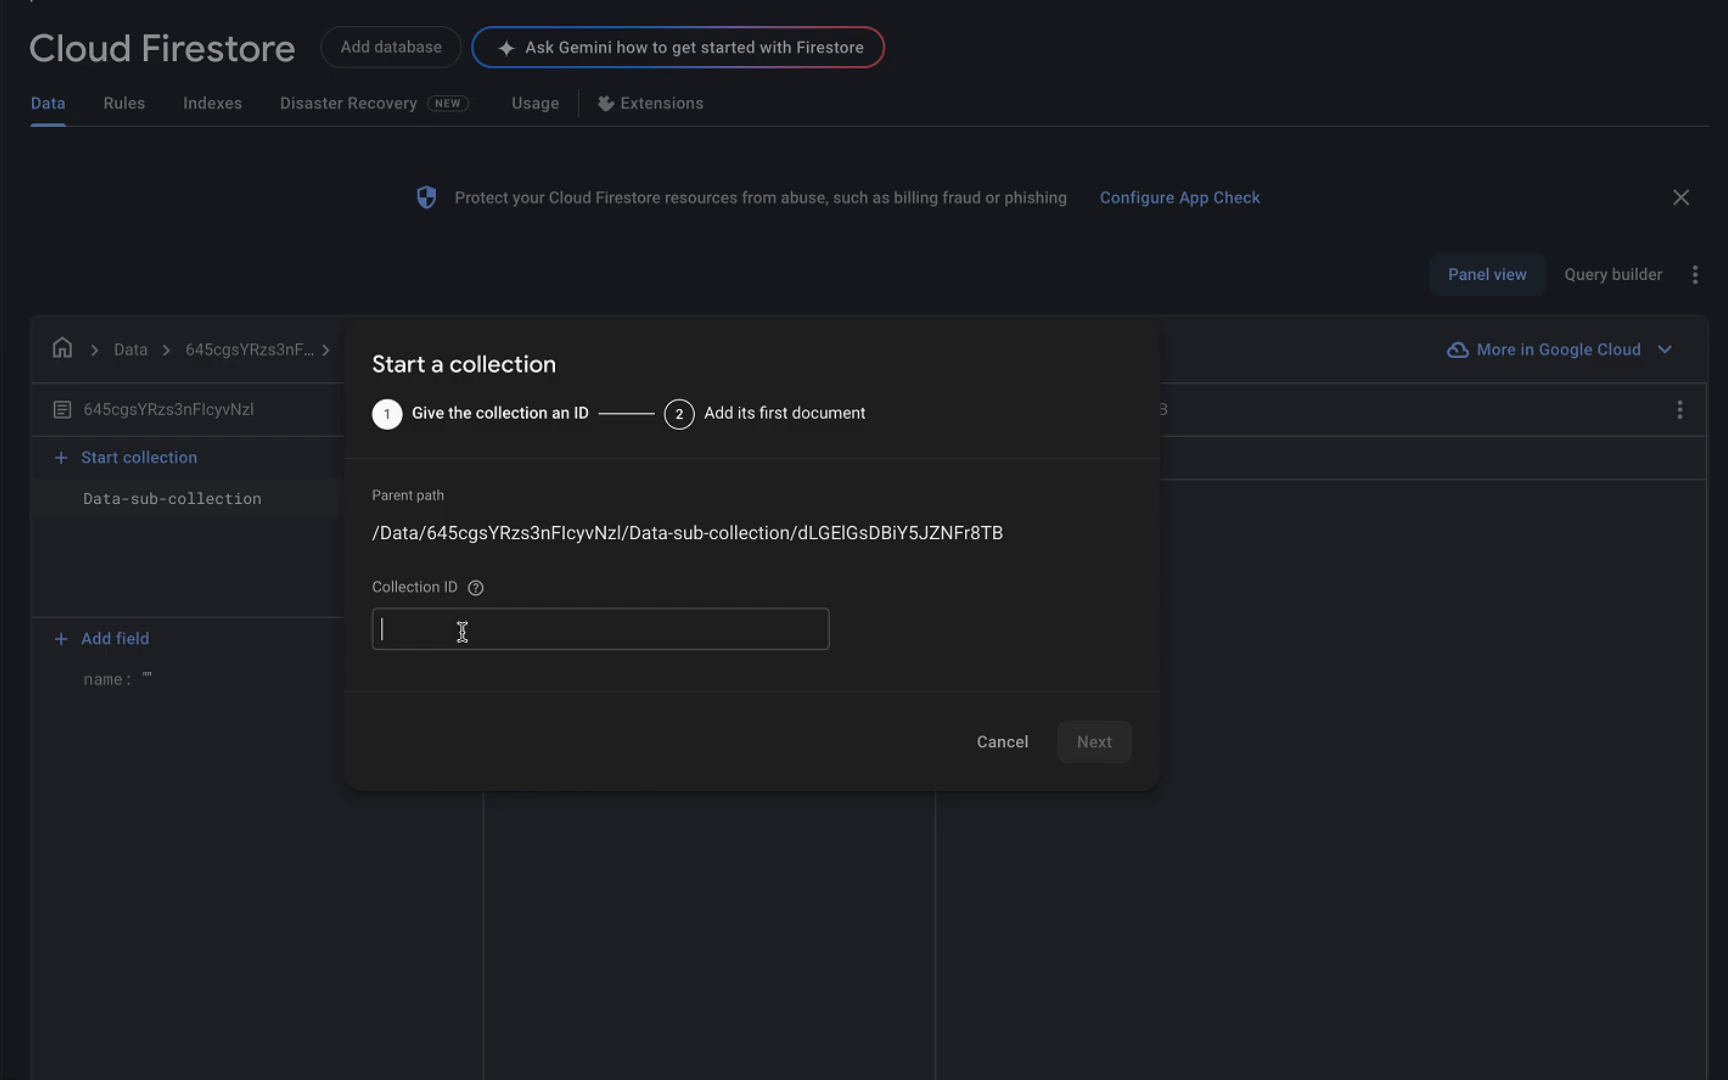 Cloud Firestore
Add database
Ask Gemini how to get started with Firestore
Data
Rules
Indexes
Disaster Recovery NEW
Usage
Extensions
Protect your Cloud Firestore resources from abuse, such as billing fraud or phishing
Configure App Check
Panel view
Query builder
Data
645cgsYRzs3nF...
More in Google Cloud
645cgsYRzs3nFIcyvNzl
B
+ Start collection
Data-sub-collection
+ Add field
name: ""
Start a collection
1 Give the collection an ID
2 Add its first document
Parent path
/Data/645cgsYRzs3nFIcyvNzl/Data-sub-collection/dLGElGsDBiY5JZNFr8TB
Collection ID
Cancel
Next